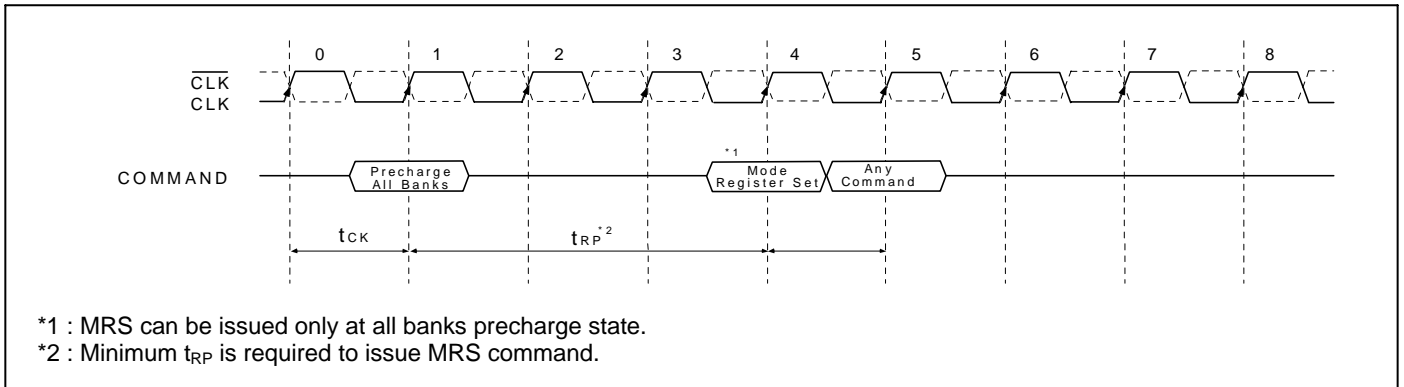 0 1 2 3 4 5 6 7 8
CLK
CLK
COMMAND
Precharge
All Banks
*1
Mode
Register Set
Any
Command
tCK
tRP*2
*1 : MRS can be issued only at all banks precharge state.
*2 : Minimum tRP is required to issue MRS command.